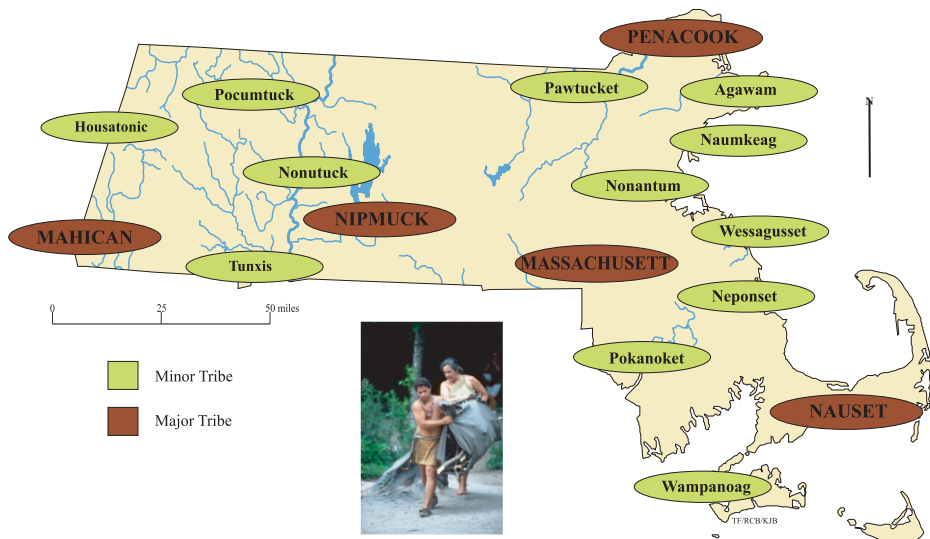 PENACOOK
Pocumtuck
Pawtucket
Agawam
N
Housatonic
Naumkeag
Nonutuck
Nonantum
NIPMUCK
MAHICAN
Wessagusset
Tunxis
MASSACHUSETT
Neponset
0
25
50 miles
Pokanoket
Minor Tribe
Major Tribe
NAUSET
Wampanoag
TF/RCB/KJB